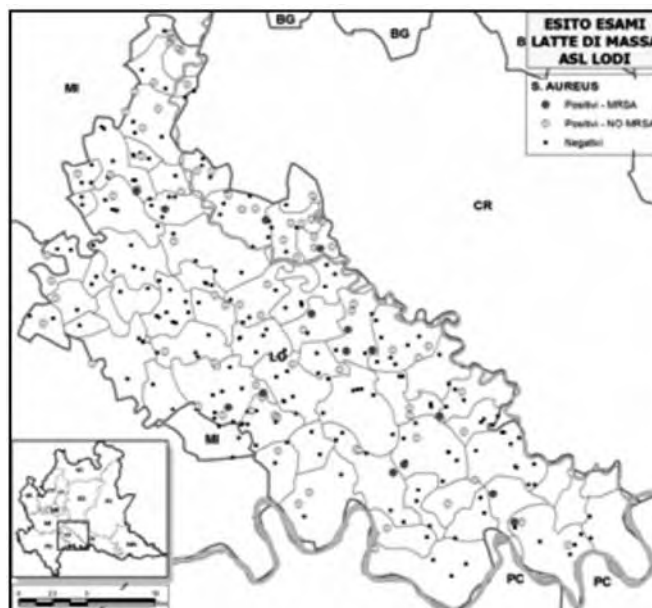 BG
BG
ESITO ESAMI
B LATTE DI MASSA
ASL LODI
MI
S. AUREUS
Positivi - MRSA
Positivi - NO MRSA
Negativi
CR
LO
MI
PC
PC